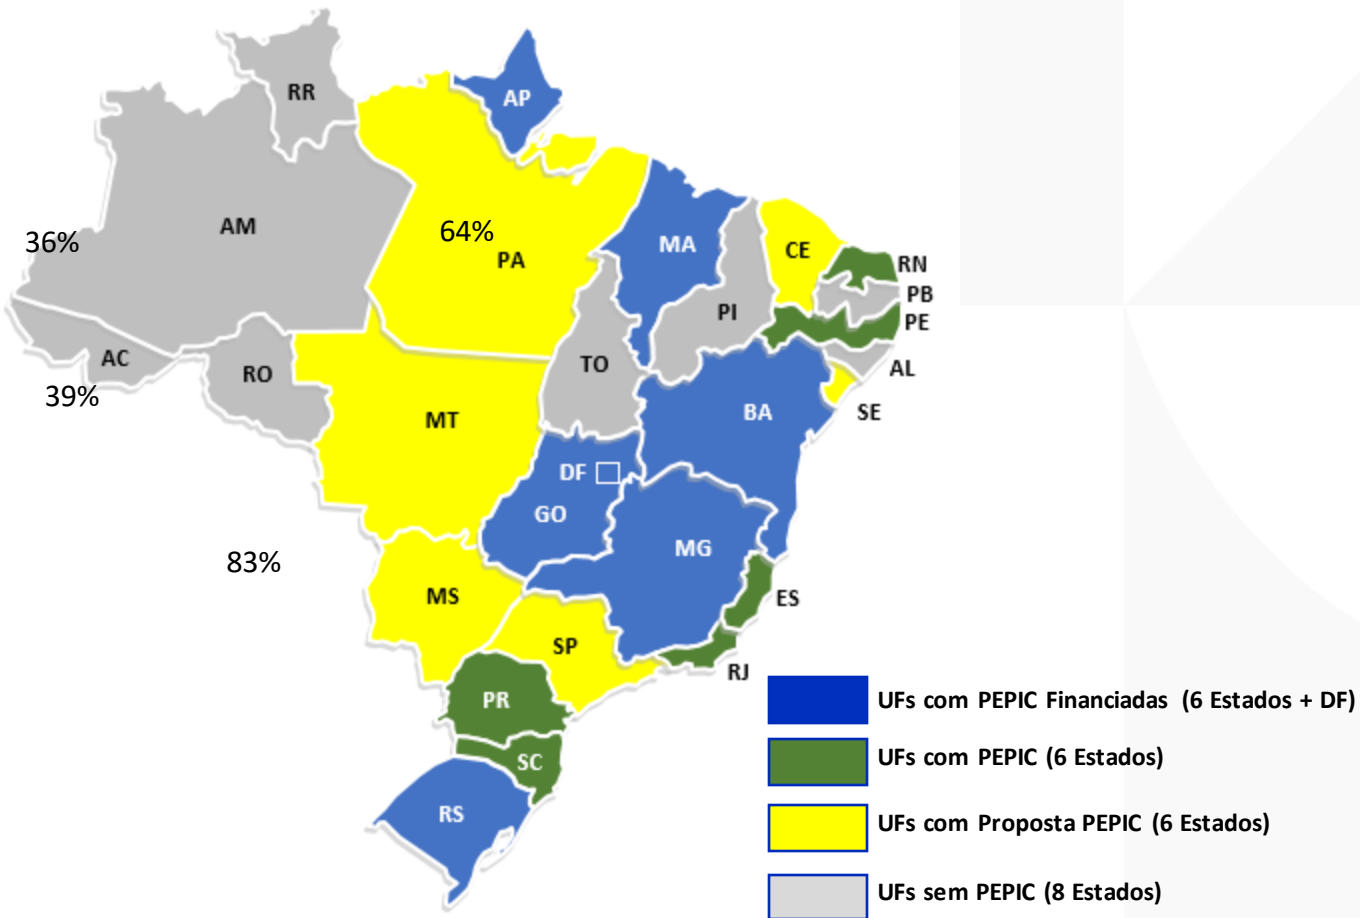 RR
AP
AM
36%
64%
PA
MA
CE
RN
PB
PI
PE
AC
RO
TO
AL
39%
MT
BA
SE
DF
GO
83%
MG
MS
ES
SP
RJ
PR
SC
RS
UFs com PEPIC Financiadas (6 Estados + DF)
UFs com PEPIC (6 Estados)
UFs com Proposta PEPIC (6 Estados)
UFs sem PEPIC (8 Estados)